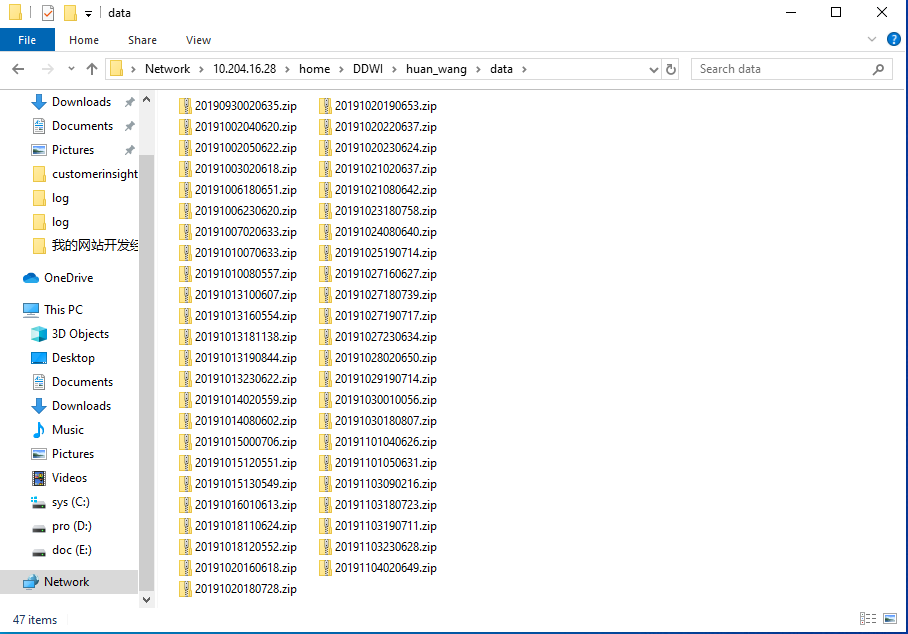 data
File Home Share View
Network > 10.204.16.28 > home > DDWI > huan_wang > data >
Search data
Downloads
Documents
Pictures
customerinsight
log
log
我的网站开发经
OneDrive
This PC
3D Objects
Desktop
Documents
Downloads
Music
Pictures
Videos
sys (C:)
pro (D:)
doc (E:)
Network
20190930020635.zip
20191002040620.zip
20191002050622.zip
20191003020618.zip
20191006180651.zip
20191006230620.zip
20191007020633.zip
20191010070633.zip
20191010080557.zip
20191013100607.zip
20191013160554.zip
20191013181138.zip
20191013190844.zip
20191013230622.zip
20191014020559.zip
20191014080602.zip
20191015000706.zip
20191015120551.zip
20191015130549.zip
20191016010613.zip
20191018110624.zip
20191018120552.zip
20191020160618.zip
20191020180728.zip
20191020190653.zip
20191020220637.zip
20191020230624.zip
20191021020637.zip
20191021080642.zip
20191023180758.zip
20191024080640.zip
20191025190714.zip
20191027160627.zip
20191027180739.zip
20191027190717.zip
20191027230634.zip
20191028020650.zip
20191029190714.zip
20191030010056.zip
20191030180807.zip
20191101040626.zip
20191101050631.zip
20191103090216.zip
20191103180723.zip
20191103190711.zip
20191103230628.zip
20191104020649.zip
47 items